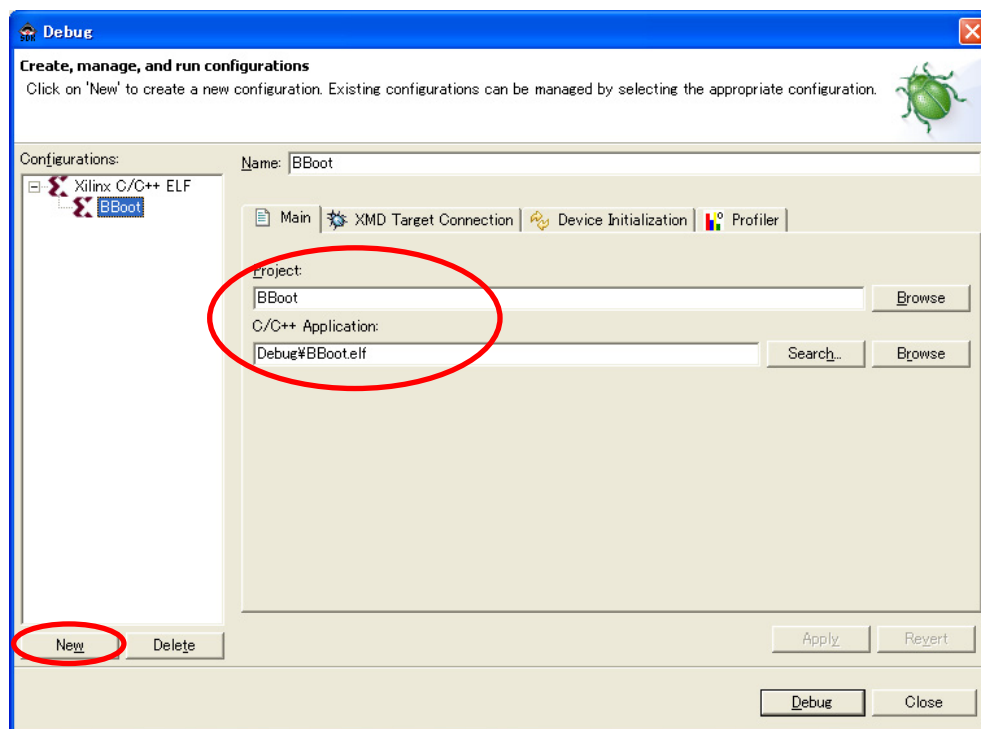 Debug
Create, manage, and run configurations
Click on 'New' to create a new configuration. Existing configurations can be managed by selecting the appropriate configuration.
Configurations:
Name: BBoot
Xilinx C/C++ ELF
BBoot
Main XMD Target Connection Device Initialization Profiler
Project:
BBoot Browse
C/C++ Application:
Debug¥BBoot.elf Search... Browse
New Delete Apply Revert
Debug Close